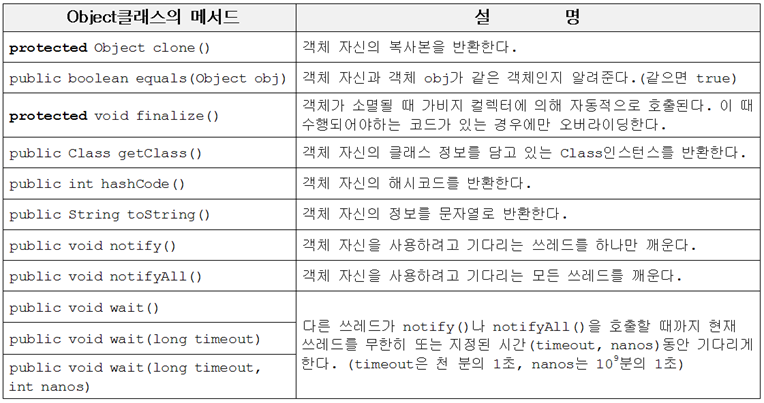 Object클래스의 메서드
설 명
protected Object clone()
객체 자신의 복사본을 반환한다.
public boolean equals(Object obj)
객체 자신과 객체 obj가 같은 객체인지 알려준다.(같으면 true)
protected void finalize()
객체가 소멸될 때 가비지 컬렉터에 의해 자동적으로 호출된다. 이 때
수행되어야하는 코드가 있는 경우에만 오버라이딩한다.
public Class getClass()
객체 자신의 클래스 정보를 담고 있는 Class인스턴스를 반환한다.
public int hashCode()
객체 자신의 해시코드를 반환한다.
public String toString()
객체 자신의 정보를 문자열로 반환한다.
public void notify()
객체 자신을 사용하려고 기다리는 쓰레드를 하나만 깨운다.
public void notifyAll()
객체 자신을 사용하려고 기다리는 모든 쓰레드를 깨운다.
public void wait()
public void wait(long timeout)
public void wait(long timeout,
int nanos)
다른 쓰레드가 notify()나 notifyAll()을 호출할 때까지 현재
쓰레드를 무한히 또는 지정된 시간(timeout, nanos)동안 기다리게
한다. (timeout은 천 분의 1초, nanos는 10⁹분의 1초)